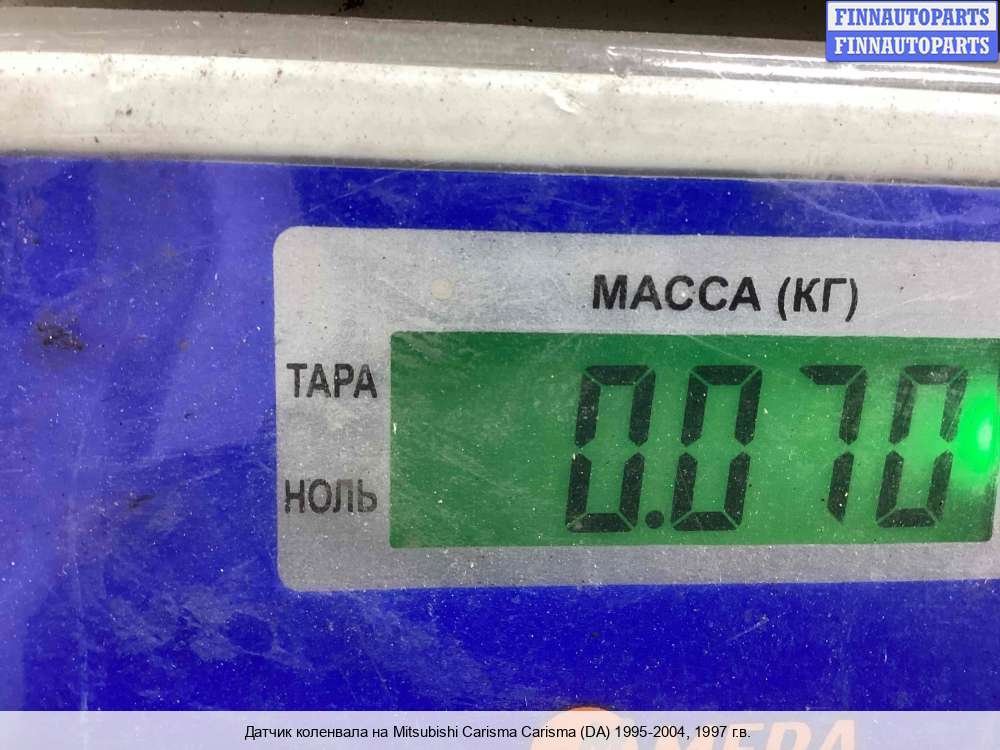 FINNAUTOPARTS
FINNAUTOPARTS
МАССА (КГ)
ТАРА
0.070
НОЛЬ
Датчик коленвала на Mitsubishi Carisma Carisma (DA) 1995-2004, 1997 г.в.